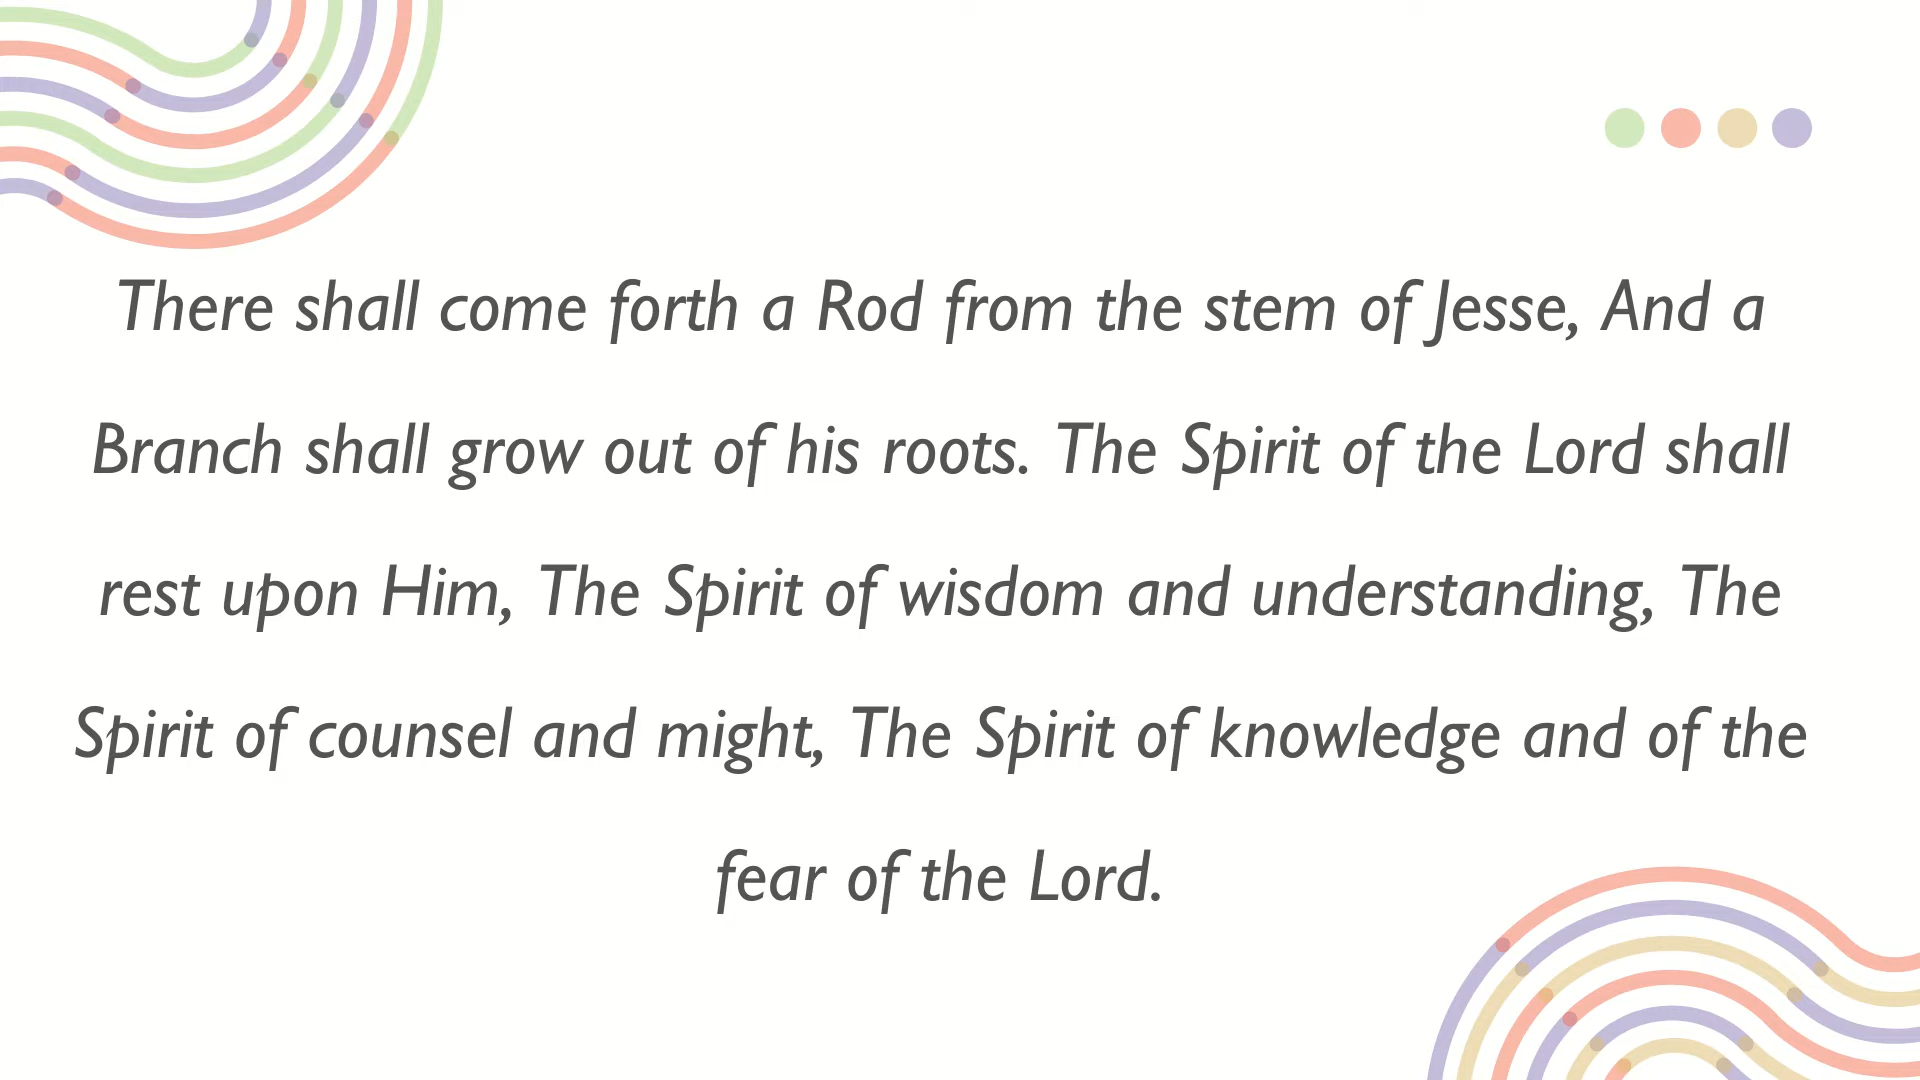 There shall come forth a Rod from the stem of Jesse, And a
Branch shall grow out of his roots. The Spirit of the Lord shall
rest upon Him, The Spirit of wisdom and understanding, The
Spirit of counsel and might, The Spirit of knowledge and of the
fear of the Lord.